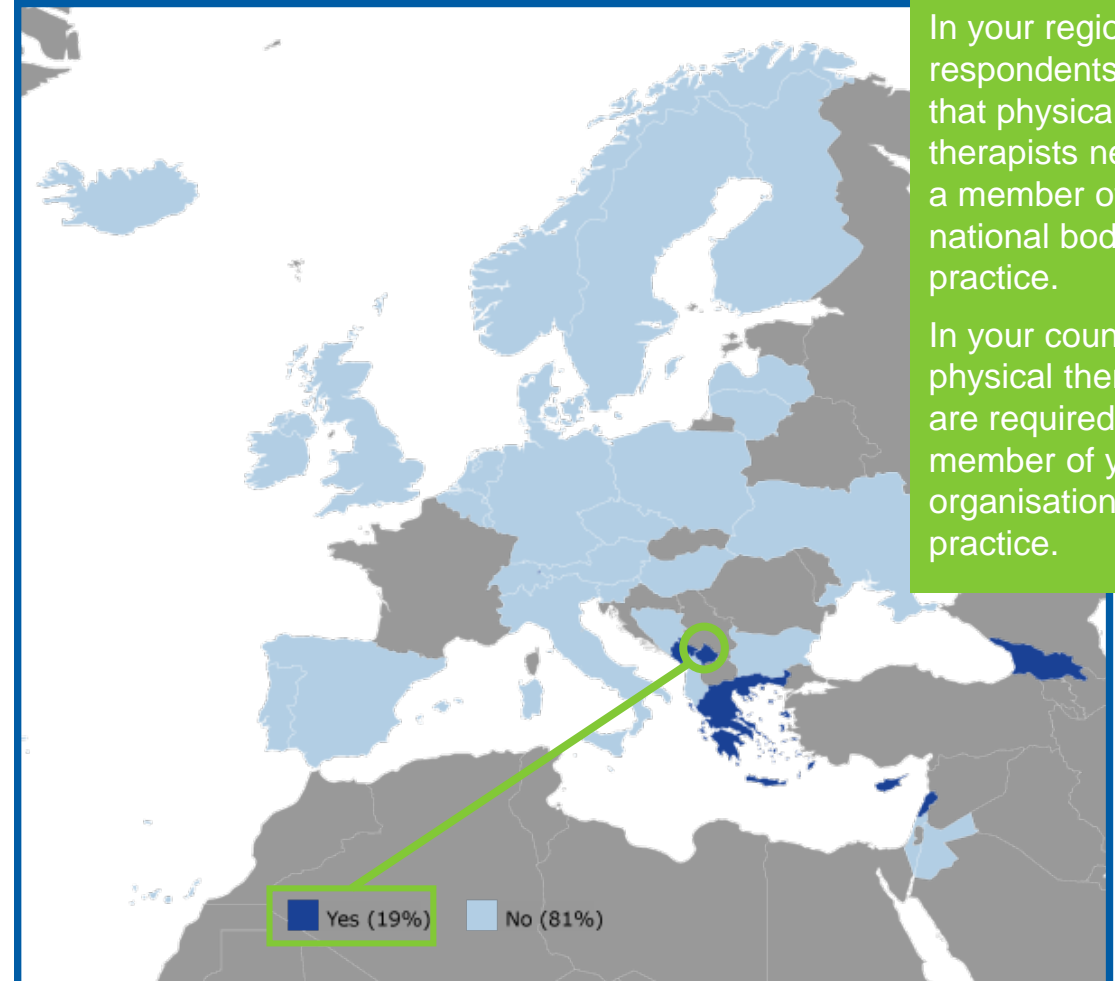 In your regio
respondents
that physica
therapists ne
a member o
national bod
practice.
In your coun
physical ther
are required
member of y
organisation
practice.
Yes (19%)
No (81%)